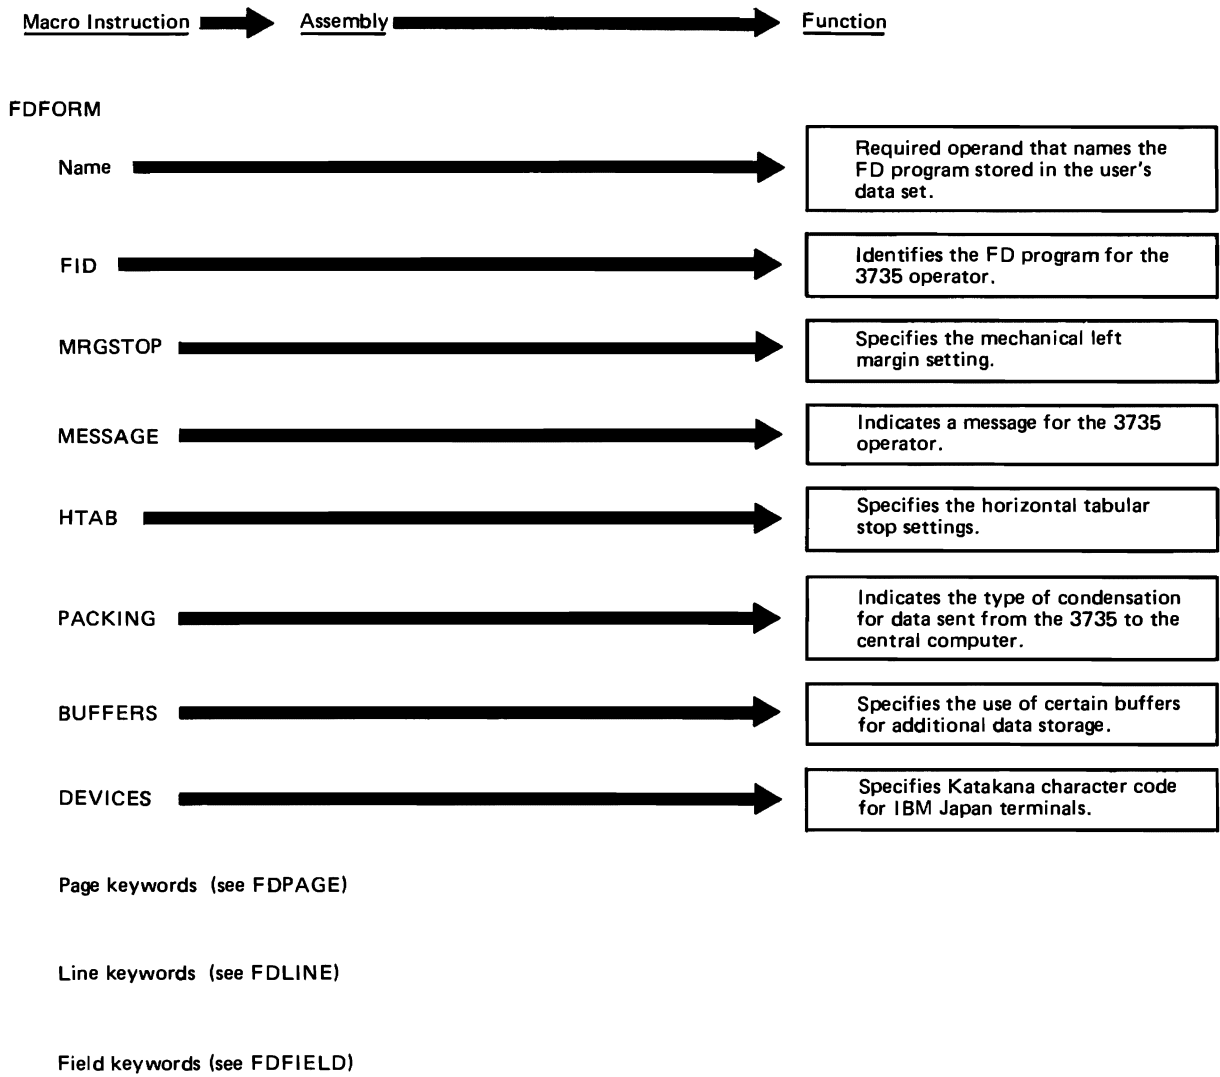 Macro Instruction Assembly Function
FDFORM
Name
Required operand that names the
FD program stored in the user's
data set.
FID
Identifies the FD program for the
3735 operator.
MRGSTOP
Specifies the mechanical left
margin setting.
MESSAGE
Indicates a message for the 3735
operator.
HTAB
Specifies the horizontal tabular
stop settings.
PACKING
Indicates the type of condensation
for data sent from the 3735 to the
central computer.
BUFFERS
Specifies the use of certain buffers
for additional data storage.
DEVICES
Specifies Katakana character code
for IBM Japan terminals.
Page keywords (see FDPAGE)
Line keywords (see FDLINE)
Field keywords (see FDFIELD)